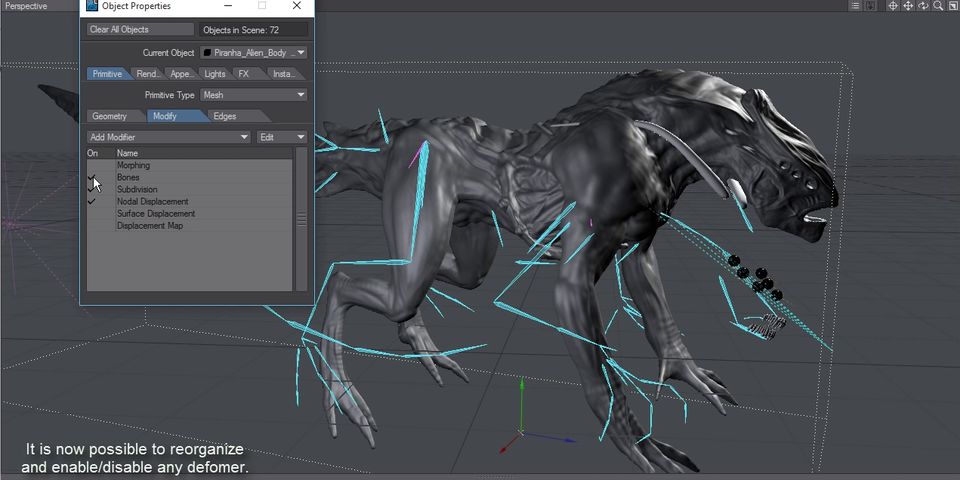 Perspective
Object Properties
Clear All Objects
Objects in Scene: 72
Current Object
Piranha_Alien_Body ...
Primitive
Rend..
Appe..
Lights
FX
Insta..
Primitive Type
Mesh
Geometry
Modify
Edges
Add Modifier
Edit
On
Name
Morphing
Bones
Subdivision
Nodal Displacement
Surface Displacement
Displacement Map
It is now possible to reorganize
and enable/disable any defomer.